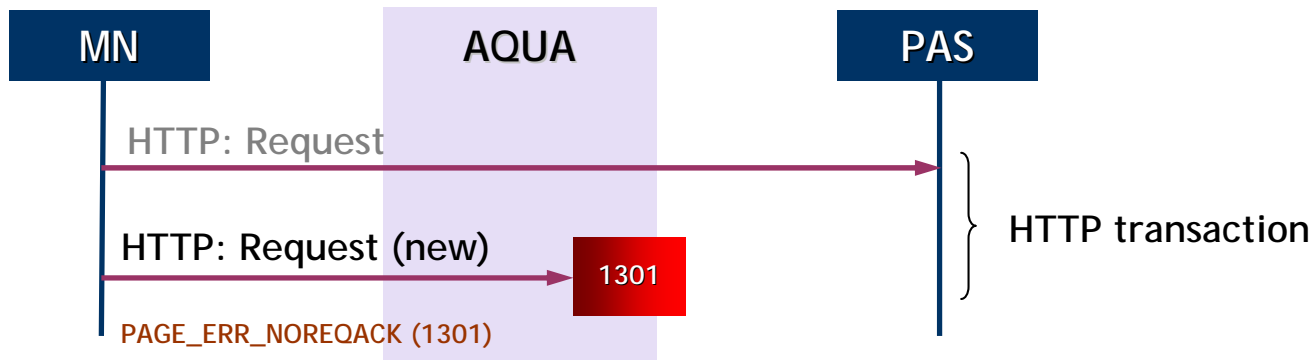 MN
AQUA
PAS
HTTP: Request
HTTP transaction
HTTP: Request (new)
1301
PAGE_ERR_NOREQACK (1301)